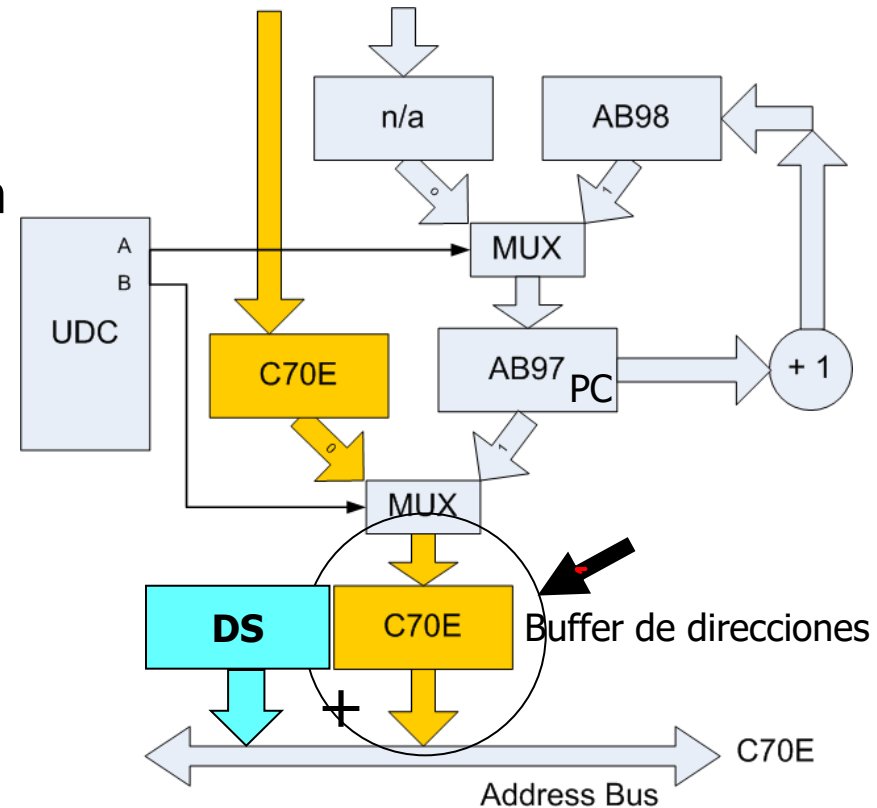 n/a
AB98
n
0
1
A
MUX
B
UDC
+ 1
C70E
AB97 PC
0
1
MUX
DS
C70E
Buffer de direcciones
+
C70E
Address Bus